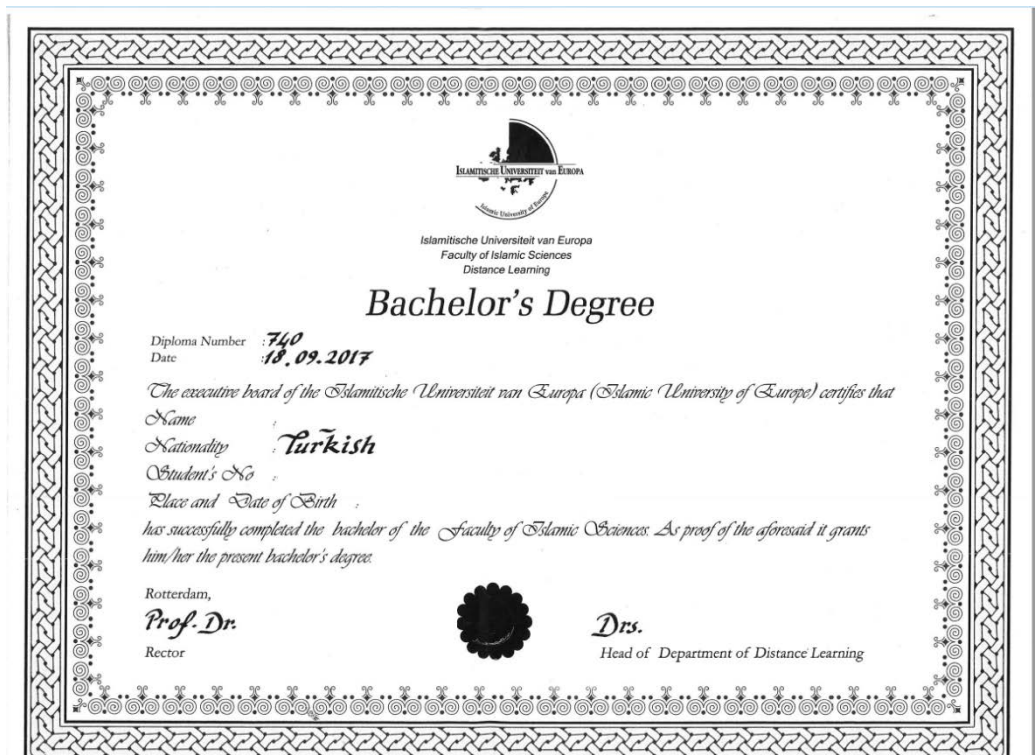 ISLAMITISCHE UNIVERSITEIT van EUROPA
Islamic University of Europe
Islamitische Universiteit van Europa
Faculty of Islamic Sciences
Distance Learning
Bachelor's Degree
Diploma Number : 740
Date : 18.09.2017
The executive board of the Islamitische Universiteit van Europa (Islamic University of Europe) certifies that
Name :
Nationality : Turkish
Student's No :
Place and Date of Birth :
has successfully completed the bachelor of the Faculty of Islamic Sciences. As proof of the aforesaid it grants
him/her the present bachelor's degree.
Rotterdam,
Prof. Dr.
Rector
Drs.
Head of Department of Distance Learning